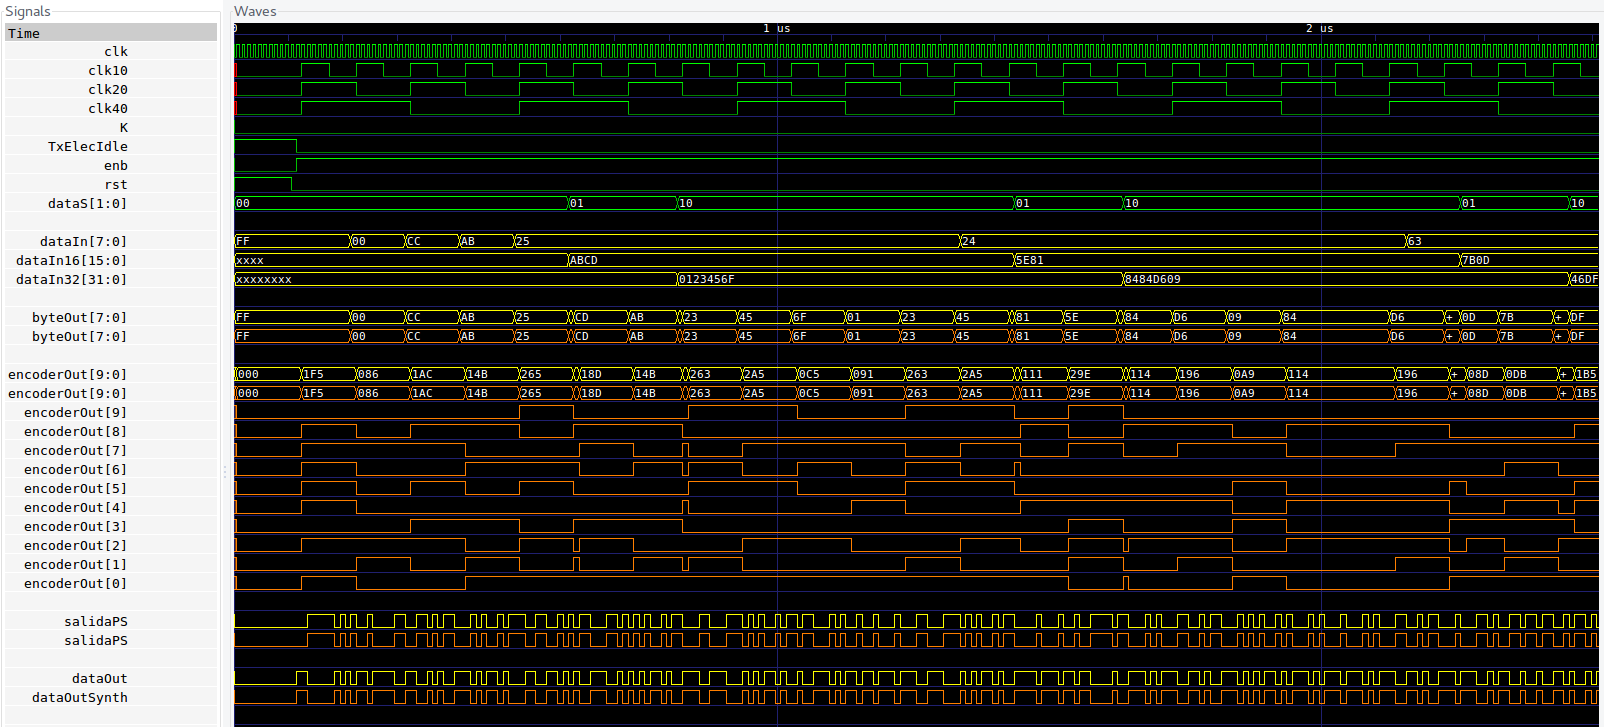 Signals Waves
Time 0 1 us 2 us
clk
clk10
clk20
clk40
K
TxElecIdle
enb
rst
dataS[1:0] 00 01 10 01 10 01 10
dataIn[7:0] FF 00 CC AB 25 24 63
dataIn16[15:0] xxxx ABCD 5E81 7B0D
dataIn32[31:0] xxxxxxxx 0123456F 8484D609 46DF
byteOut[7:0] FF 00 CC AB 25 CD AB 23 45 6F 01 23 45 81 5E 84 D6 09 84 D6 + 0D 7B + DF
byteOut[7:0] FF 00 CC AB 25 CD AB 23 45 6F 01 23 45 81 5E 84 D6 09 84 D6 + 0D 7B + DF
encoderOut[9:0] 000 1F5 086 1AC 14B 265 18D 14B 263 2A5 0C5 091 263 2A5 111 29E 114 196 0A9 114 196 + 08D 0DB + 1B5
encoderOut[9:0] 000 1F5 086 1AC 14B 265 18D 14B 263 2A5 0C5 091 263 2A5 111 29E 114 196 0A9 114 196 + 08D 0DB + 1B5
encoderOut[9]
encoderOut[8]
encoderOut[7]
encoderOut[6]
encoderOut[5]
encoderOut[4]
encoderOut[3]
encoderOut[2]
encoderOut[1]
encoderOut[0]
salidaPS
salidaPS
dataOut
dataOutSynth